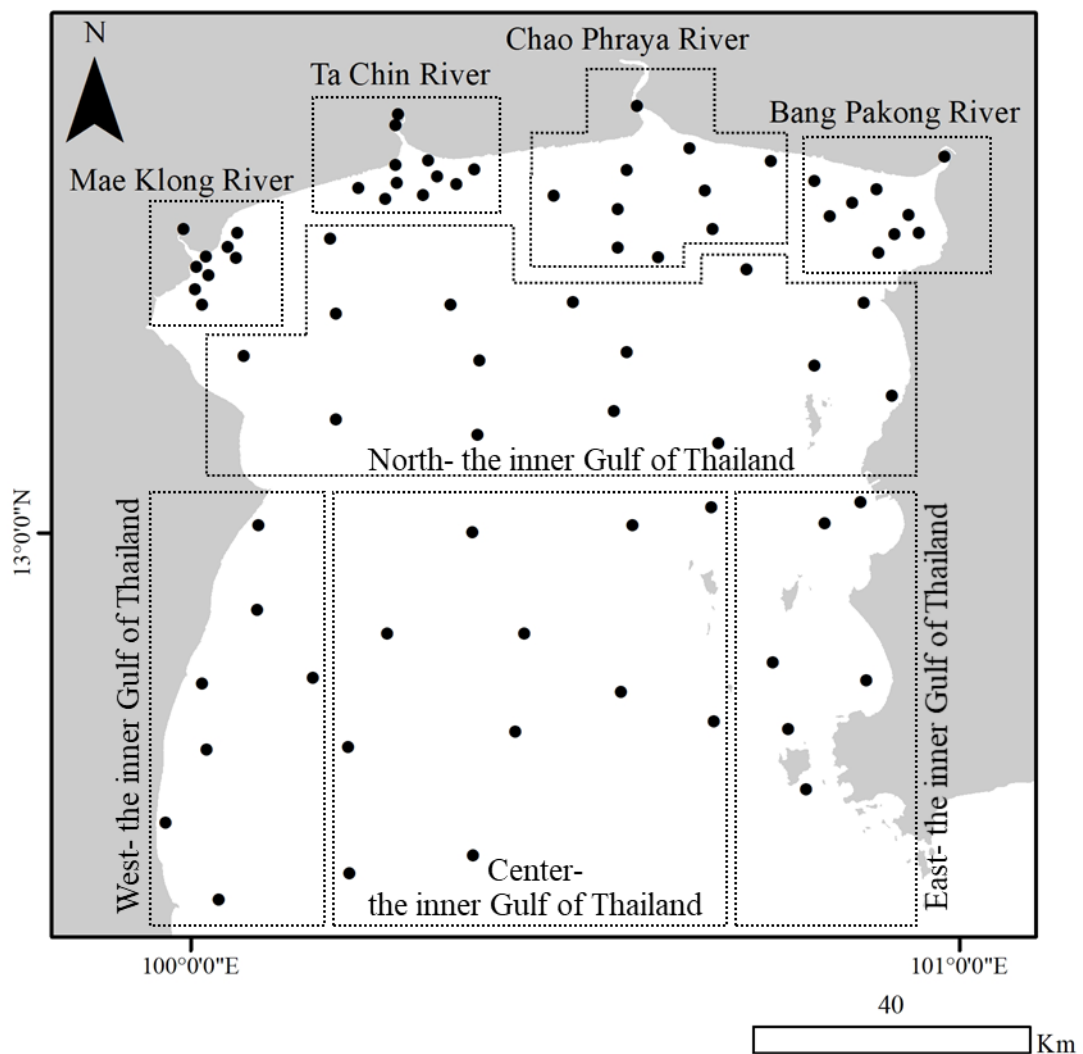 N
Chao Phraya River
Ta Chin River
Bang Pakong River
Mae Klong River
North- the inner Gulf of Thailand
13°0'0"N
West- the inner Gulf of Thailand
East- the inner Gulf of Thailand
Center-
the inner Gulf of Thailand
100°0'0"E
101°0'0"E
40
Km